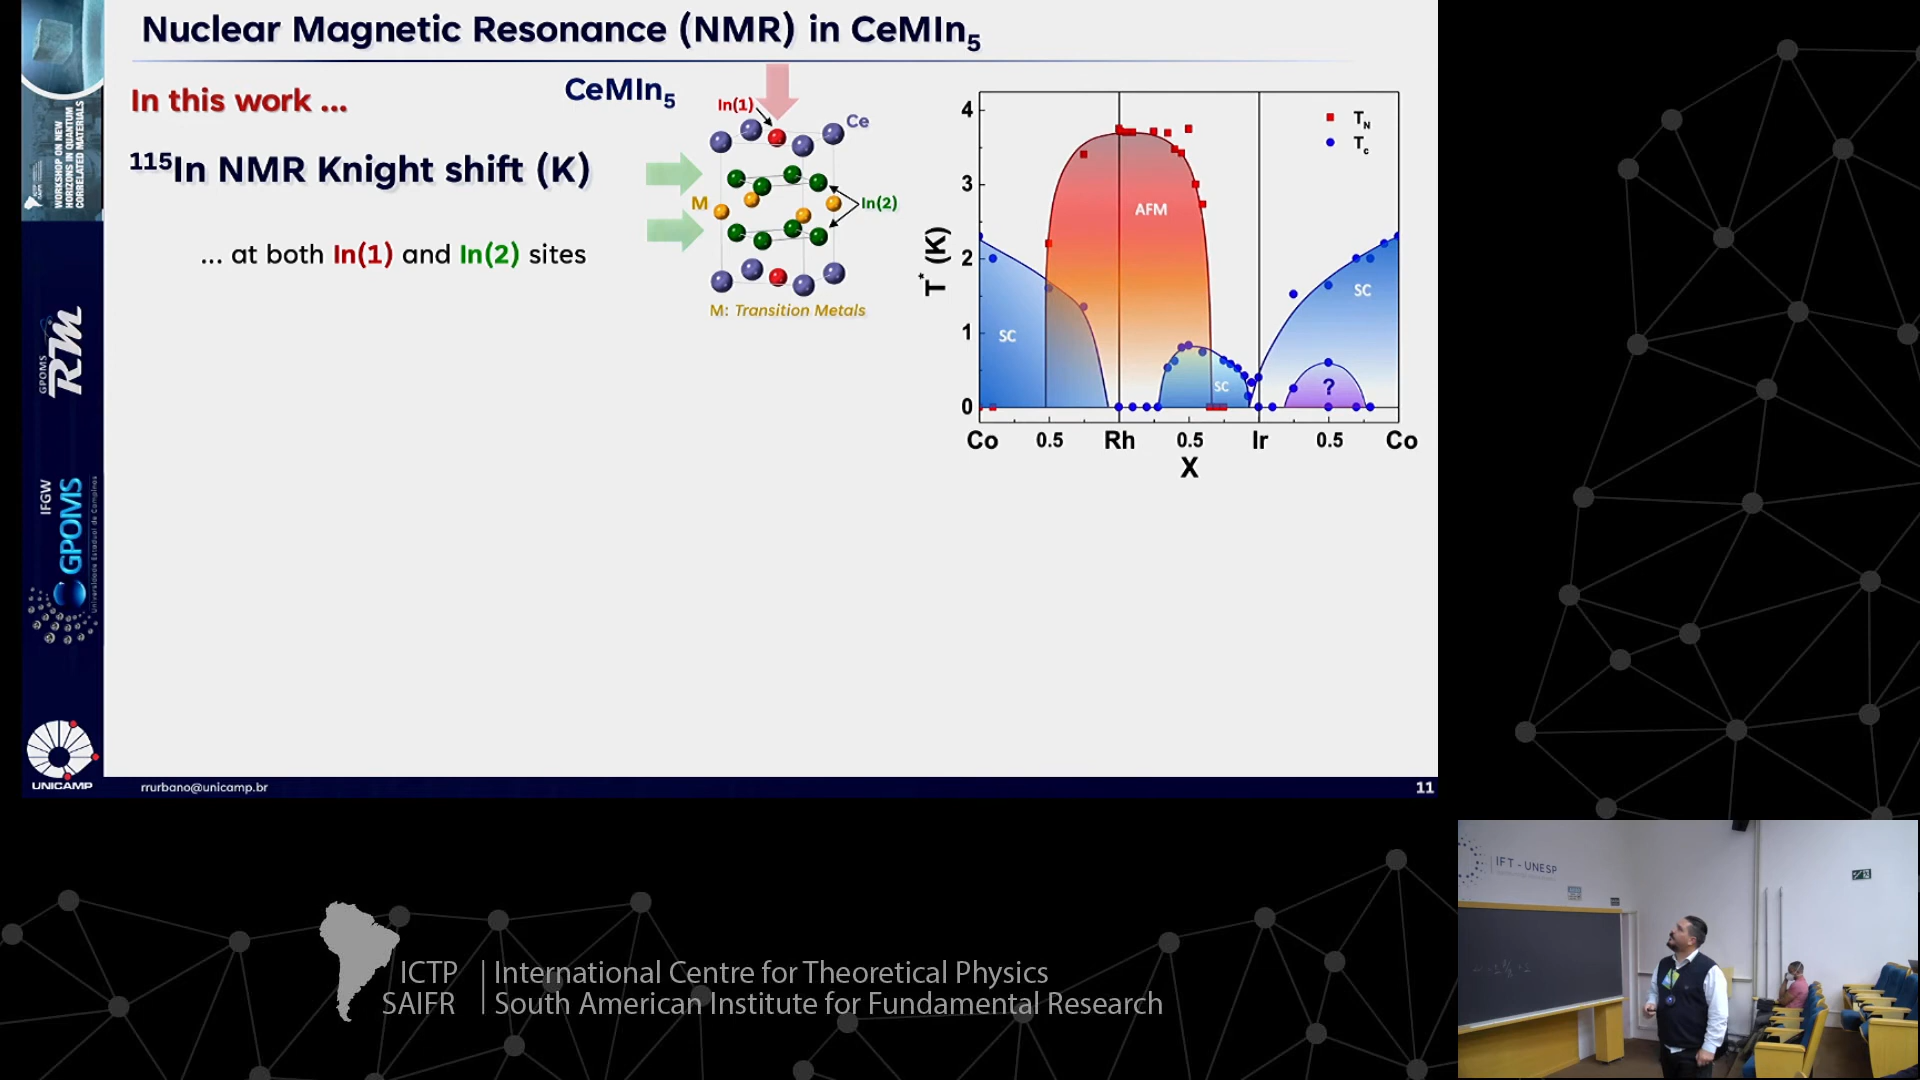 Nuclear Magnetic Resonance (NMR) in CeMIn₅
In this work ...
CeMIn₅
¹¹⁵In NMR Knight shift (K)
... at both In(1) and In(2) sites
In(1)
Ce
M
In(2)
M: Transition Metals
T* (K)
4
3
2
1
0
T_N
T_c
AFM
SC
SC
SC
?
Co
0.5
Rh
0.5
Ir
0.5
Co
X
WORKSHOP ON NEW
HORIZONS IN QUANTUM
CORRELATED MATERIALS
GPOMS
RM
IFGW
GPOMS
Universidade Estadual de Campinas
UNICAMP
rrurbano@unicamp.br
11
IFT - UNESP
ICTP
SAIFR
International Centre for Theoretical Physics
South American Institute for Fundamental Research